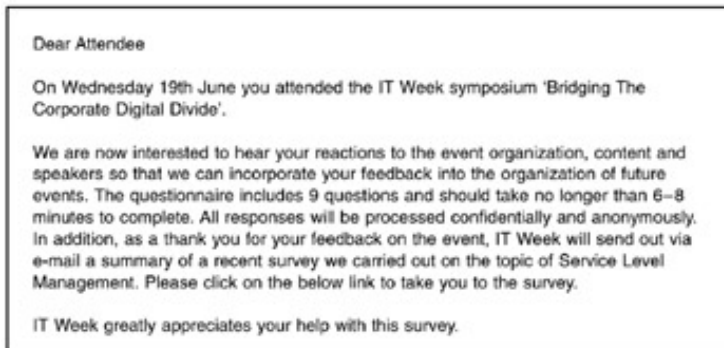 Dear Attendee
On Wednesday 19th June you attended the IT Week symposium 'Bridging The
Corporate Digital Divide'.
We are now interested to hear your reactions to the event organization, content and
speakers so that we can incorporate your feedback into the organization of future
events. The questionnaire includes 9 questions and should take no longer than 6–8
minutes to complete. All responses will be processed confidentially and anonymously.
In addition, as a thank you for your feedback on the event, IT Week will send out via
e-mail a summary of a recent survey we carried out on the topic of Service Level
Management. Please click on the below link to take you to the survey.
IT Week greatly appreciates your help with this survey.